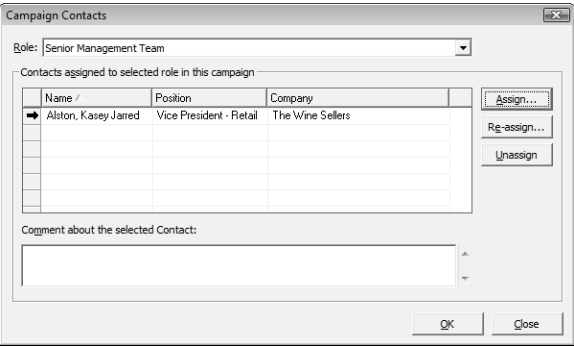 Campaign Contacts
Role: Senior Management Team
Contacts assigned to selected role in this campaign
Name / Position Company
Alston, Kasey Jarred Vice President - Retail The Wine Sellers
Assign...
Re-assign...
Unassign
Comment about the selected Contact:
OK Close